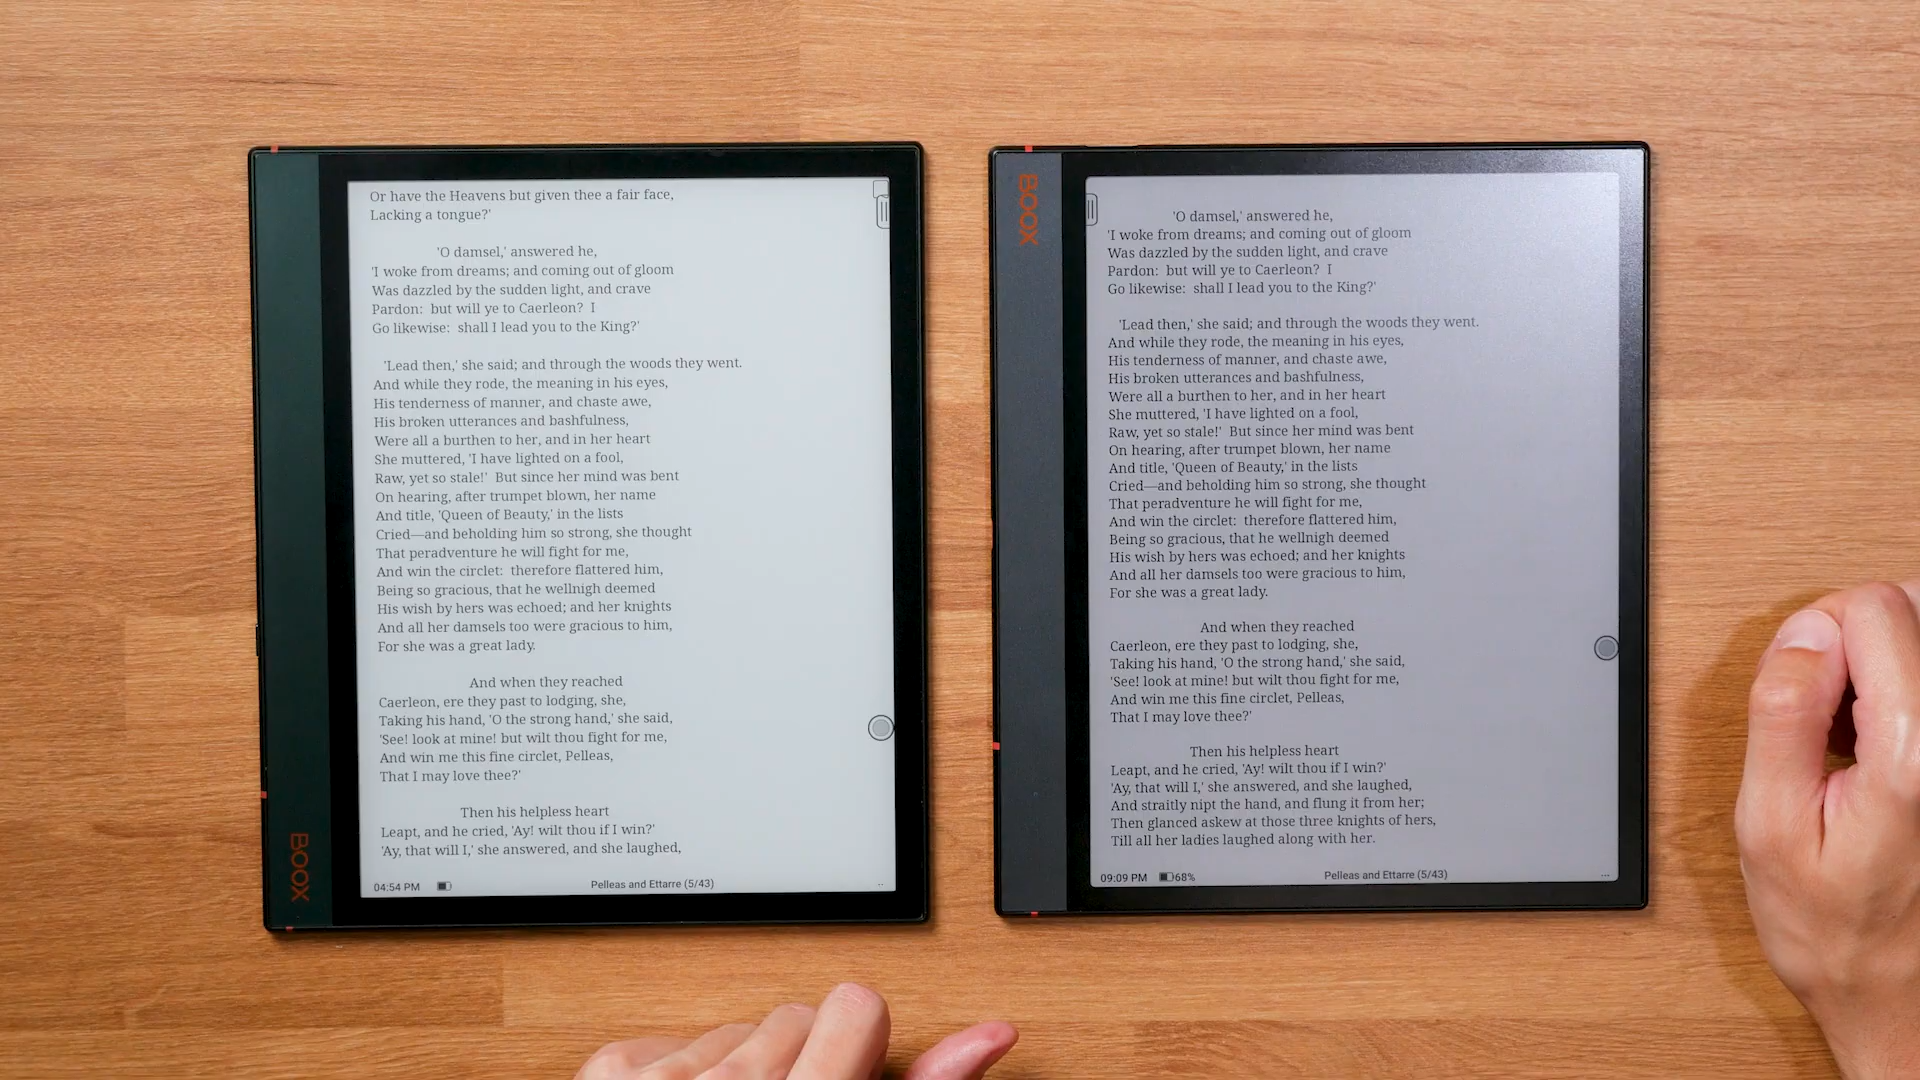 Or have the Heavens but given thee a fair face,
Lacking a tongue?'
'O damsel,' answered he,
'I woke from dreams; and coming out of gloom
Was dazzled by the sudden light, and crave
Pardon:  but will ye to Caerleon?  I
Go likewise:  shall I lead you to the King?'
'Lead then,' she said; and through the woods they went.
And while they rode, the meaning in his eyes,
His tenderness of manner, and chaste awe,
His broken utterances and bashfulness,
Were all a burthen to her, and in her heart
She muttered, 'I have lighted on a fool,
Raw, yet so stale!'  But since her mind was bent
On hearing, after trumpet blown, her name
And title, 'Queen of Beauty,' in the lists
Cried—and beholding him so strong, she thought
That peradventure he will fight for me,
And win the circlet:  therefore flattered him,
Being so gracious, that he wellnigh deemed
His wish by hers was echoed; and her knights
And all her damsels too were gracious to him,
For she was a great lady.
And when they reached
Caerleon, ere they past to lodging, she,
Taking his hand, 'O the strong hand,' she said,
'See! look at mine! but wilt thou fight for me,
And win me this fine circlet, Pelleas,
That I may love thee?'
Then his helpless heart
Leapt, and he cried, 'Ay! wilt thou if I win?'
'Ay, that will I,' she answered, and she laughed,
04:54 PM
Pelleas and Ettarre (5/43)
BOOX
BOOX
'O damsel,' answered he,
'I woke from dreams; and coming out of gloom
Was dazzled by the sudden light, and crave
Pardon:  but will ye to Caerleon?  I
Go likewise:  shall I lead you to the King?'
'Lead then,' she said; and through the woods they went.
And while they rode, the meaning in his eyes,
His tenderness of manner, and chaste awe,
His broken utterances and bashfulness,
Were all a burthen to her, and in her heart
She muttered, 'I have lighted on a fool,
Raw, yet so stale!'  But since her mind was bent
On hearing, after trumpet blown, her name
And title, 'Queen of Beauty,' in the lists
Cried—and beholding him so strong, she thought
That peradventure he will fight for me,
And win the circlet:  therefore flattered him,
Being so gracious, that he wellnigh deemed
His wish by hers was echoed; and her knights
And all her damsels too were gracious to him,
For she was a great lady.
And when they reached
Caerleon, ere they past to lodging, she,
Taking his hand, 'O the strong hand,' she said,
'See! look at mine! but wilt thou fight for me,
And win me this fine circlet, Pelleas,
That I may love thee?'
Then his helpless heart
Leapt, and he cried, 'Ay! wilt thou if I win?'
'Ay, that will I,' she answered, and she laughed,
And straitly nipt the hand, and flung it from her;
Then glanced askew at those three knights of hers,
Till all her ladies laughed along with her.
09:09 PM 68%
Pelleas and Ettarre (5/43)